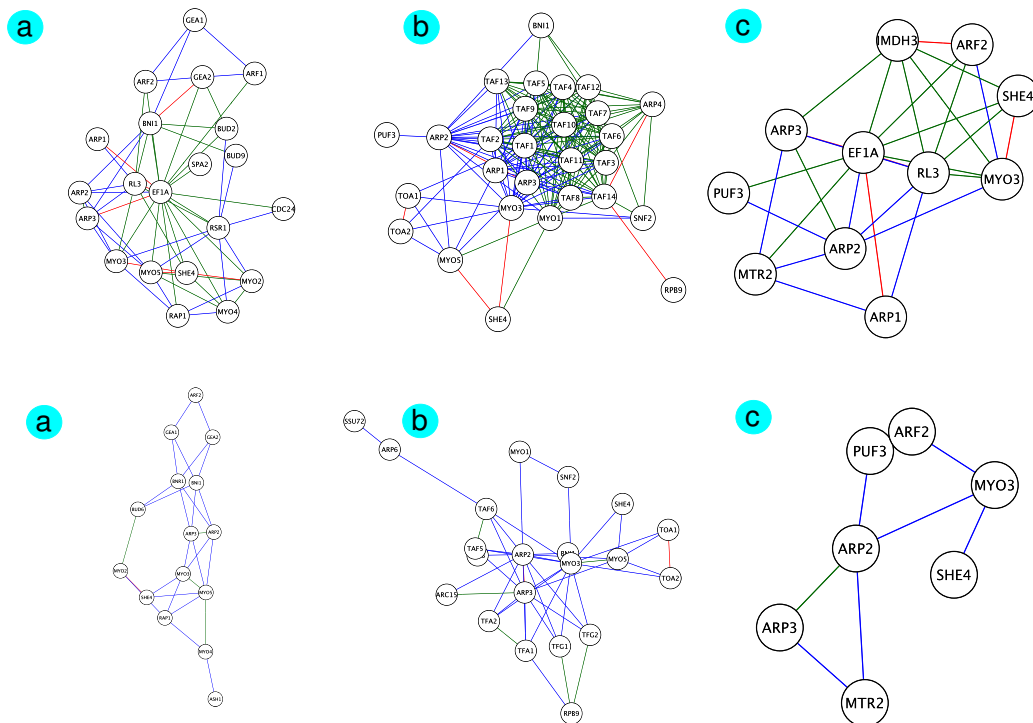 a
GEA1
ARF2
GEA2
ARF1
BNI1
BUD2
ARP1
BUD9
SPA2
RL3
ARP2
EF1A
CDC24
ARP3
RSR1
MYO3
MYO5
SHE4
MYO2
RAP1
MYO4
b
BNI1
TAF13
TAF5
TAF4
TAF12
ARP4
TAF9
TAF7
PUF3
ARP2
TAF2
TAF10
TAF6
TAF1
TAF11
TAF3
ARP1
ARP3
TOA1
TAF8
TAF14
MYO3
MYO1
SNF2
TOA2
MYO5
RPB9
SHE4
c
IMDH3
ARF2
SHE4
ARP3
EF1A
RL3
MYO3
PUF3
ARP2
MTR2
ARP1
a
ARF2
GEA1
GEA2
BNR1
BNI1
BUD6
ARP3
ARP2
MYO2
MYO3
SHE4
MYO5
RAP1
MYO4
ASH1
b
SSU72
ARP6
MYO1
SNF2
TAF6
SHE4
TOA1
TAF5
ARP2
MYO3
MYO5
TOA2
ARC15
ARP3
TFA2
TFA1
TFG1
TFG2
RPB9
c
PUF3
ARF2
MYO3
ARP2
SHE4
ARP3
MTR2